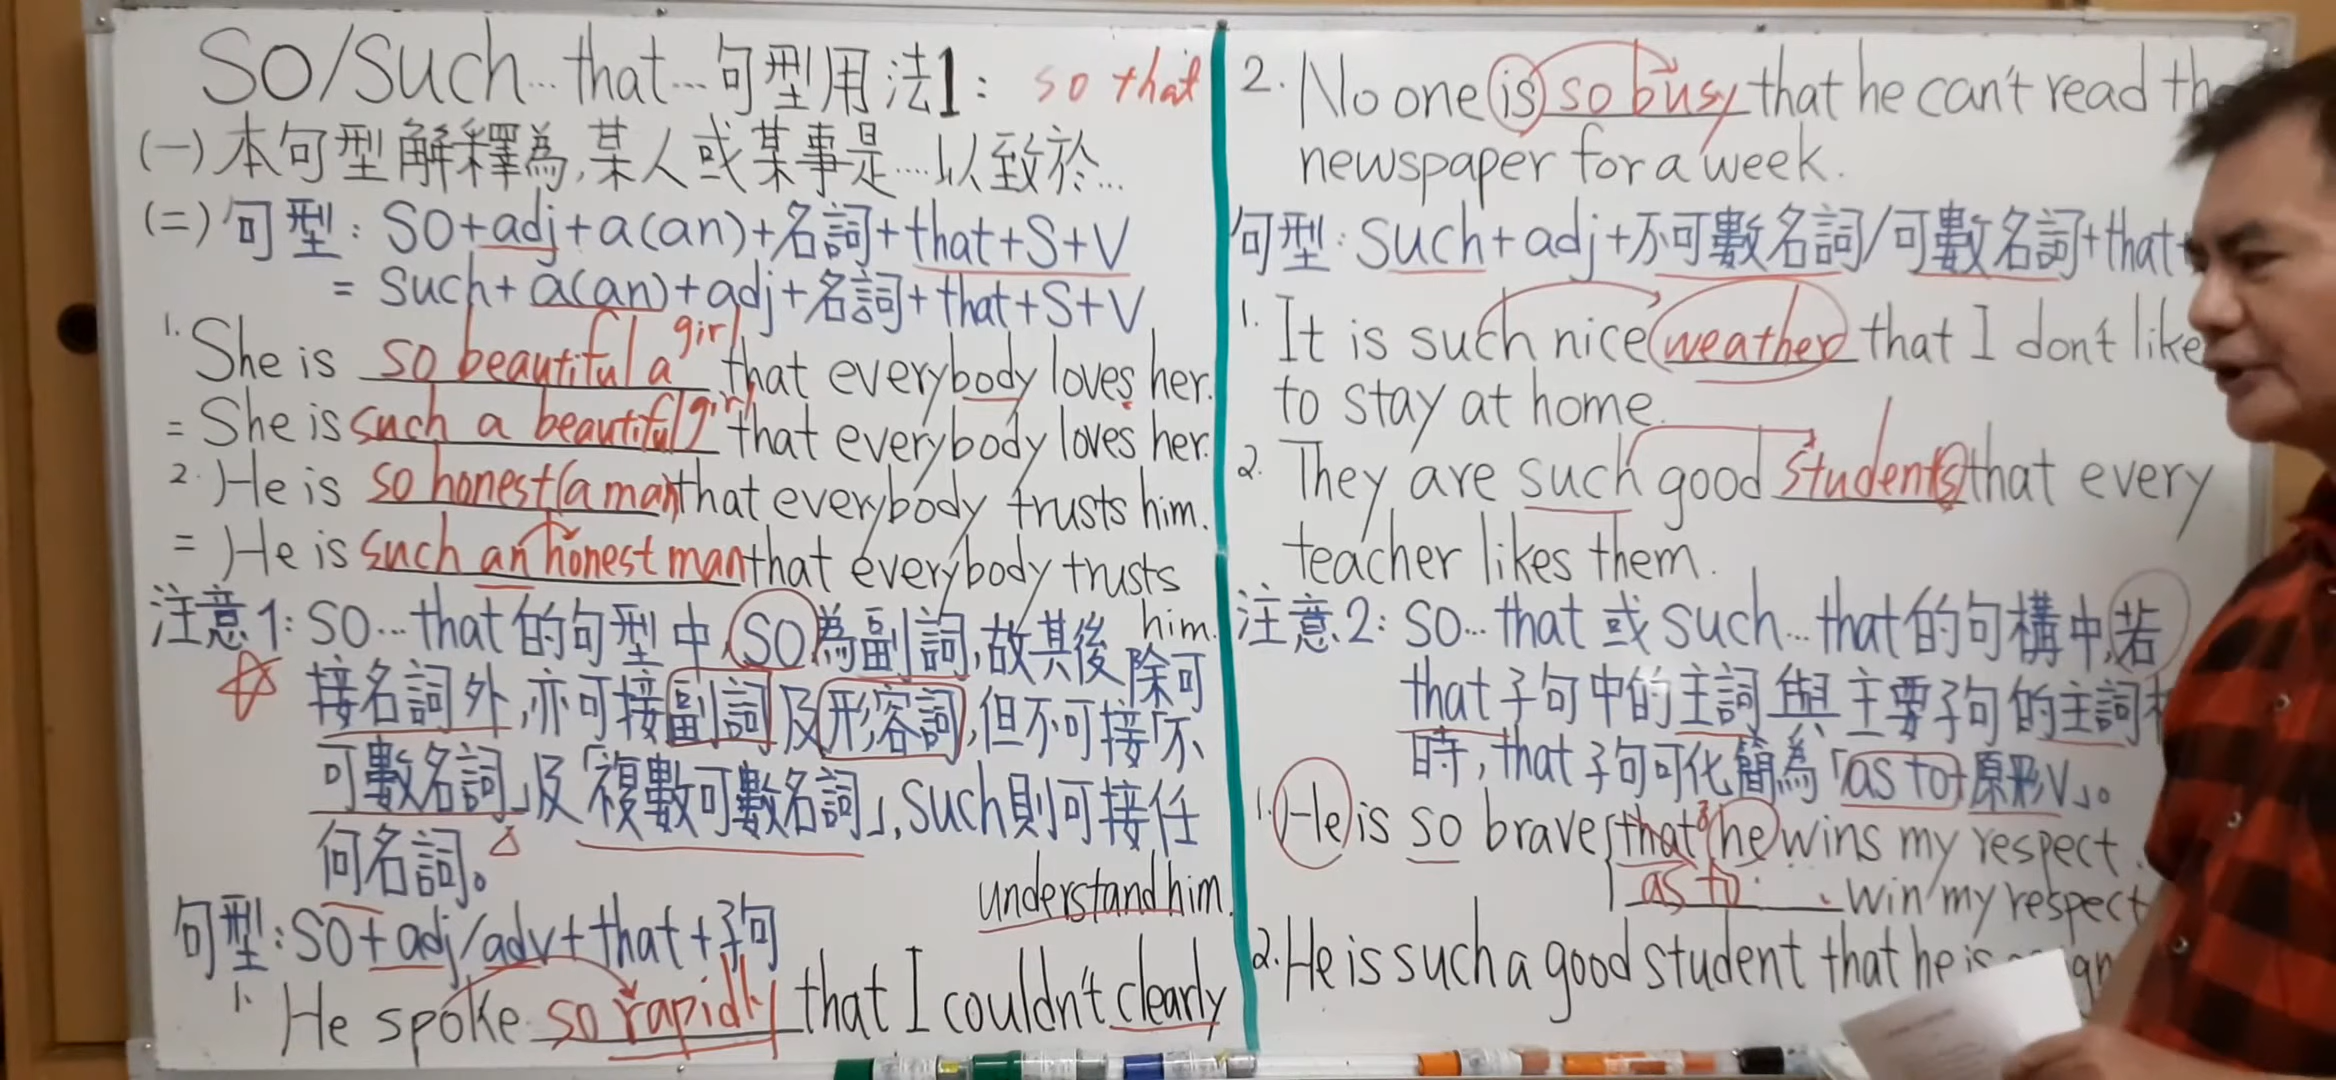 So/Such…that…句型用法1: so that
(一)本句型解釋為,某人或某事是…以致於…
(二)句型: so+adj+a(an)+名詞+that+S+V
= such+a(an)+adj+名詞+that+S+V
1. She is so beautiful a girl that everybody loves her.
= She is such a beautiful girl that everybody loves her.
2. He is so honest (a man) that everybody trusts him.
= He is such an honest man that everybody trusts
him.
注意1: so…that的句型中,so為副詞,故其後除可
接名詞外,亦可接副詞及形容詞,但不可接「不
可數名詞」及「複數可數名詞」,such則可接任
何名詞。
句型: so+adj/adv+that+子句
1. He spoke so rapidly that I couldn't clearly
understand him.
2. No one is so busy that he can't read
newspaper for a week.
句型: such+adj+不可數名詞/可數名詞+that+
1. It is such nice weather that I don't like
to stay at home.
2. They are such good students that every
teacher likes them.
注意2: so…that 或 such…that的句構中,若
that子句中的主詞與主要子句的主詞
時,that子句可化簡為「as to+原形V」。
1. He is so brave that he wins my respect.
as to win my respect
2. He is such a good student that he is